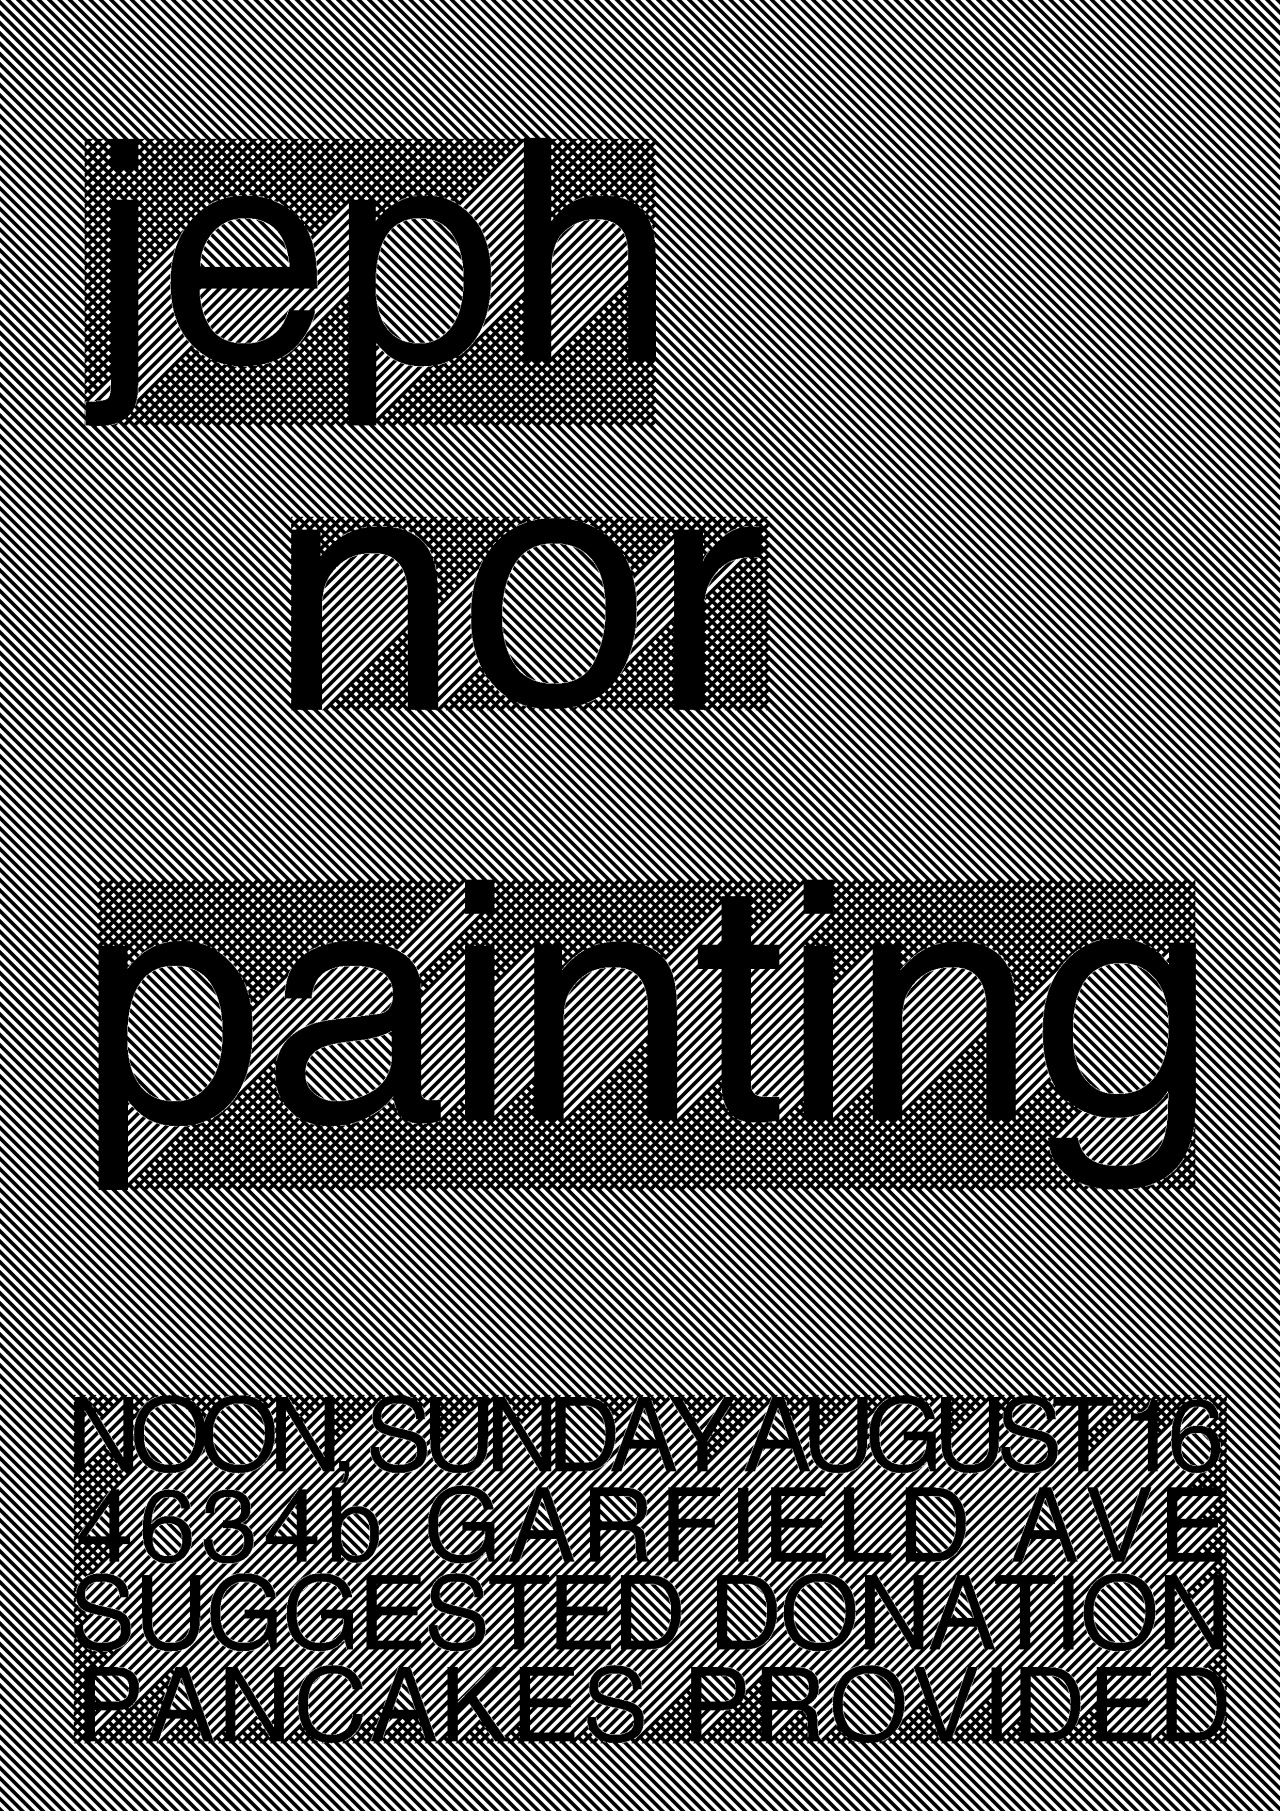 jeph
nor
painting
NOON, SUNDAY AUGUST 16
4634b GARFIELD AVE
SUGGESTED DONATION
PANCAKES PROVIDED